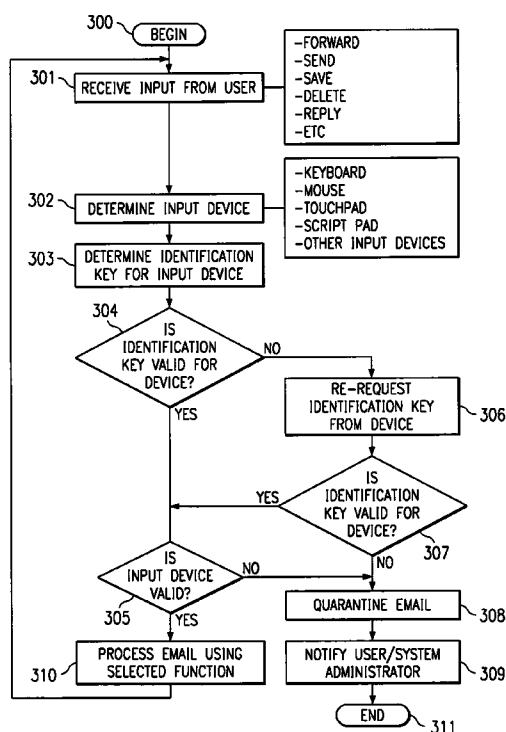 300
BEGIN
301
RECEIVE INPUT FROM USER
-FORWARD
-SEND
-SAVE
-DELETE
-REPLY
-ETC
302
DETERMINE INPUT DEVICE
-KEYBOARD
-MOUSE
-TOUCHPAD
-SCRIPT PAD
-OTHER INPUT DEVICES
303
DETERMINE IDENTIFICATION
KEY FOR INPUT DEVICE
304
IS
IDENTIFICATION
KEY VALID FOR
DEVICE?
NO
YES
RE-REQUEST
IDENTIFICATION KEY
FROM DEVICE
306
IS
IDENTIFICATION
KEY VALID FOR
DEVICE?
YES
307
NO
IS
INPUT DEVICE
VALID?
NO
305
YES
QUARANTINE EMAIL
308
310
PROCESS EMAIL USING
SELECTED FUNCTION
NOTIFY USER/SYSTEM
ADMINISTRATOR
309
END
311